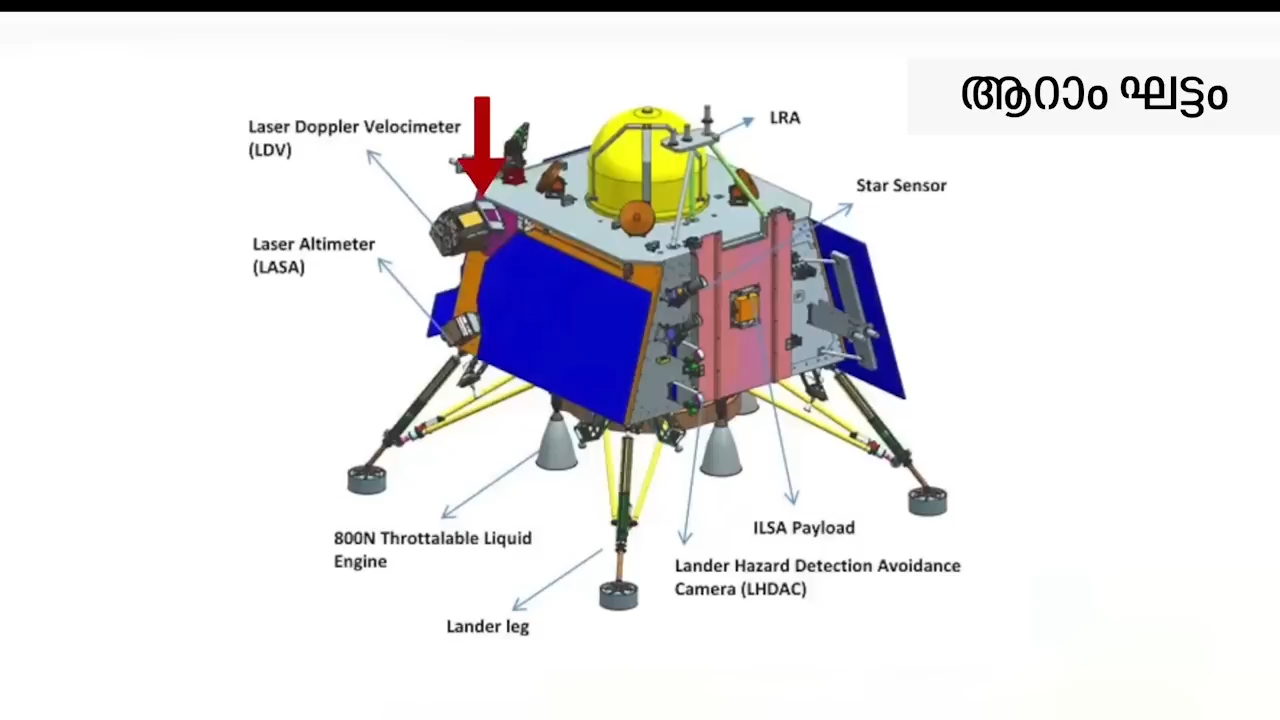 ആറാം ഘട്ടം
Laser Doppler Velocimeter
(LDV)
LRA
Star Sensor
Laser Altimeter
(LASA)
ILSA Payload
800N Throttalable Liquid
Engine
Lander Hazard Detection Avoidance
Camera (LHDAC)
Lander leg